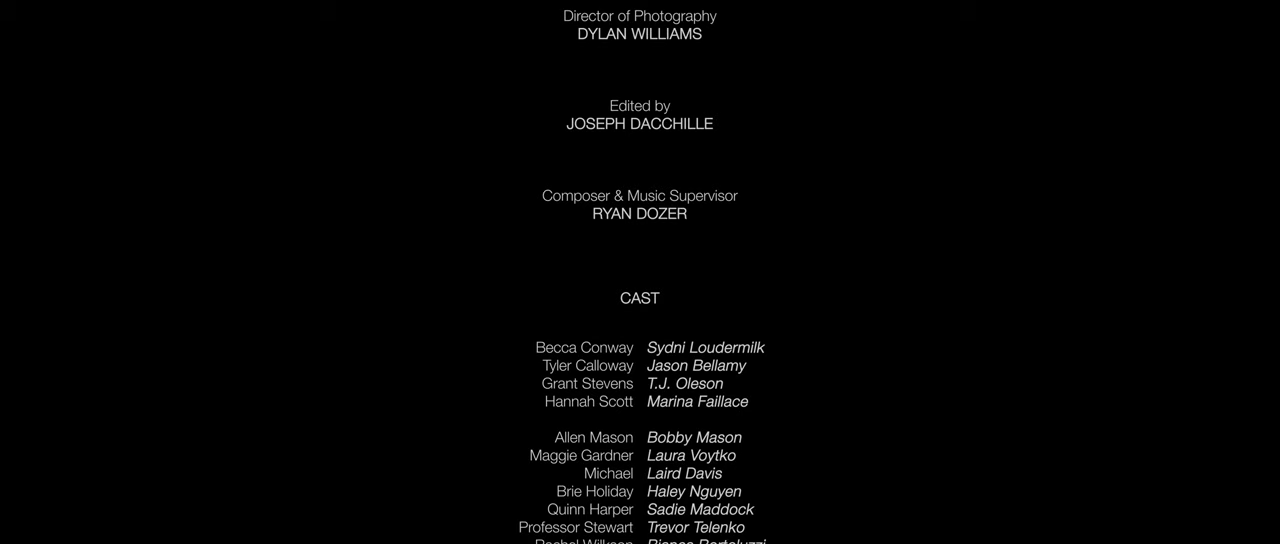 Director of Photography
DYLAN WILLIAMS
Edited by
JOSEPH DACCHILLE
Composer & Music Supervisor
RYAN DOZER
CAST
Becca Conway Sydni Loudermilk
Tyler Calloway Jason Bellamy
Grant Stevens T.J. Oleson
Hannah Scott Marina Faillace
Allen Mason Bobby Mason
Maggie Gardner Laura Voytko
Michael Laird Davis
Brie Holiday Haley Nguyen
Quinn Harper Sadie Maddock
Professor Stewart Trevor Telenko